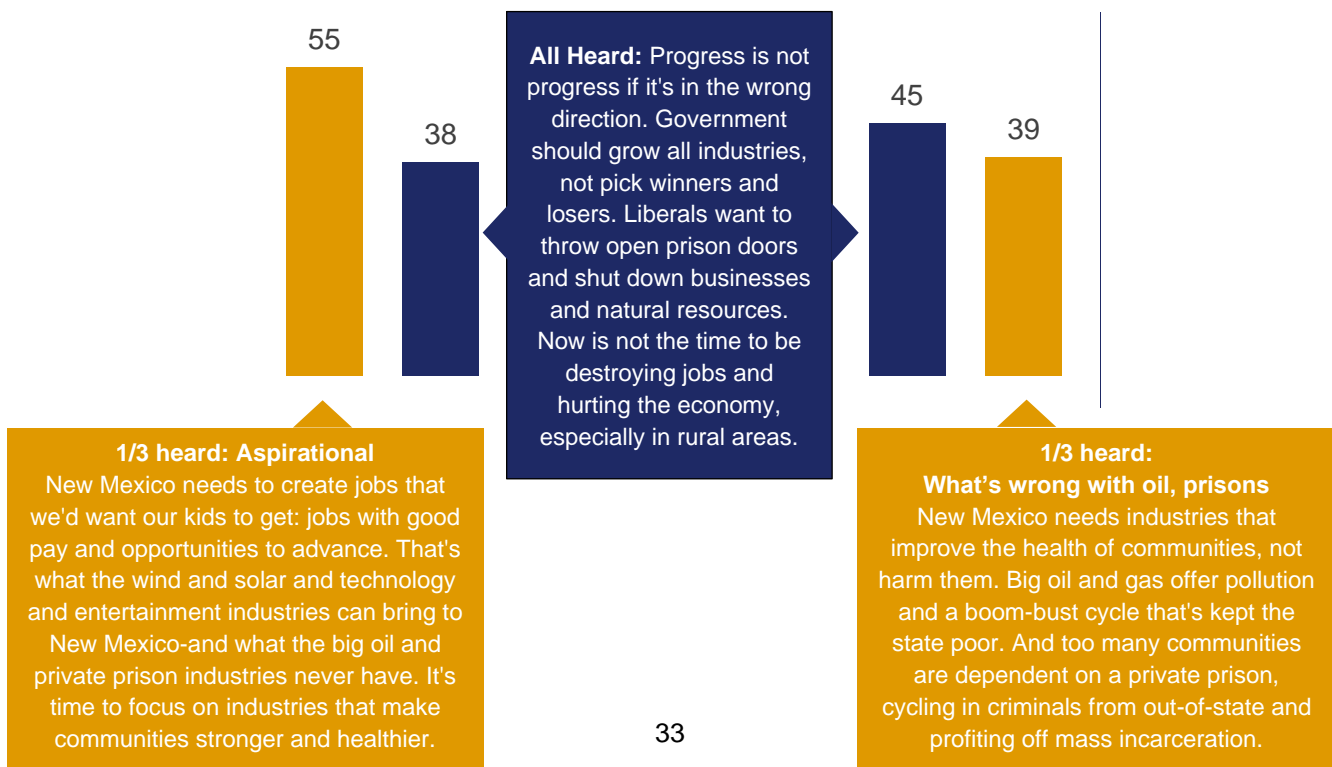 55
38
All Heard: Progress is not
progress if it's in the wrong
direction. Government
should grow all industries,
not pick winners and
losers. Liberals want to
throw open prison doors
and shut down businesses
and natural resources.
Now is not the time to be
destroying jobs and
hurting the economy,
especially in rural areas.
45
39
1/3 heard: Aspirational
New Mexico needs to create jobs that
we'd want our kids to get: jobs with good
pay and opportunities to advance. That's
what the wind and solar and technology
and entertainment industries can bring to
New Mexico-and what the big oil and
private prison industries never have. It's
time to focus on industries that make
communities stronger and healthier.
1/3 heard:
What's wrong with oil, prisons
New Mexico needs industries that
improve the health of communities, not
harm them. Big oil and gas offer pollution
and a boom-bust cycle that's kept the
state poor. And too many communities
are dependent on a private prison,
cycling in criminals from out-of-state and
profiting off mass incarceration.
33